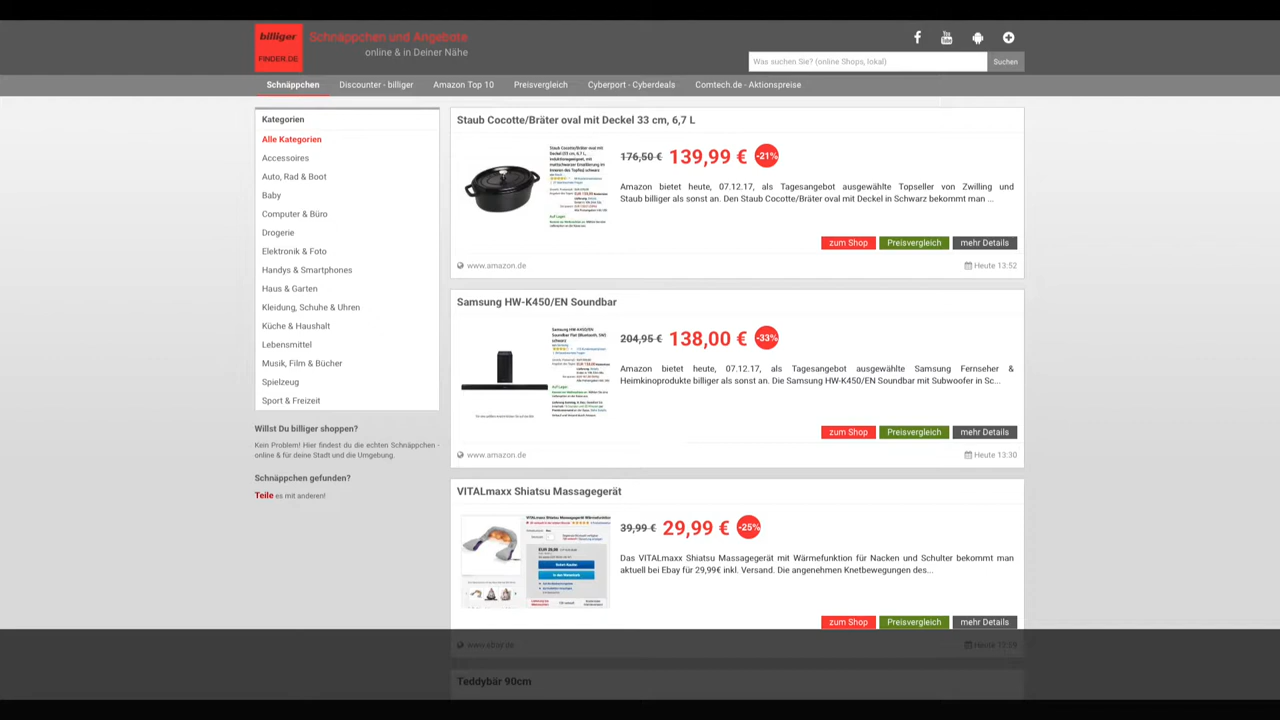 billiger
FINDER.DE
Schnäppchen und Angebote
online & in Deiner Nähe
Was suchen Sie? (online Shops, lokal)
Suchen
Schnäppchen
Discounter - billiger
Amazon Top 10
Preisvergleich
Cyberport - Cyberdeals
Comtech.de - Aktionspreise
Kategorien
Alle Kategorien
Accessoires
Auto, Rad & Boot
Baby
Computer & Büro
Drogerie
Elektronik & Foto
Handys & Smartphones
Haus & Garten
Kleidung, Schuhe & Uhren
Küche & Haushalt
Lebensmittel
Musik, Film & Bücher
Spielzeug
Sport & Freizeit
Willst Du billiger shoppen?
Kein Problem! Hier findest du die echten Schnäppchen -
online & für deine Stadt und die Umgebung.
Schnäppchen gefunden?
Teile es mit anderen!
Staub Cocotte/Bräter oval mit Deckel 33 cm, 6,7 L
176,50 € 139,99 € -21%
Amazon bietet heute, 07.12.17, als Tagesangebot ausgewählte Topseller von Zwilling und
Staub billiger als sonst an. Den Staub Cocotte/Bräter oval mit Deckel in Schwarz bekommt man ...
zum Shop
Preisvergleich
mehr Details
www.amazon.de
Heute 13:52
Samsung HW-K450/EN Soundbar
204,95 € 138,00 € -33%
Amazon bietet heute, 07.12.17, als Tagesangebot ausgewählte Samsung Fernseher &
Heimkinoprodukte billiger als sonst an. Die Samsung HW-K450/EN Soundbar mit Subwoofer in Sc...
zum Shop
Preisvergleich
mehr Details
www.amazon.de
Heute 13:30
VITALmaxx Shiatsu Massagegerät
39,99 € 29,99 € -25%
Das VITALmaxx Shiatsu Massagegerät mit Wärmefunktion für Nacken und Schulter bekommt man
aktuell bei Ebay für 29,99€ inkl. Versand. Die angenehmen Knetbewegungen des...
zum Shop
Preisvergleich
mehr Details
www.ebay.de
Heute
Teddybär 90cm